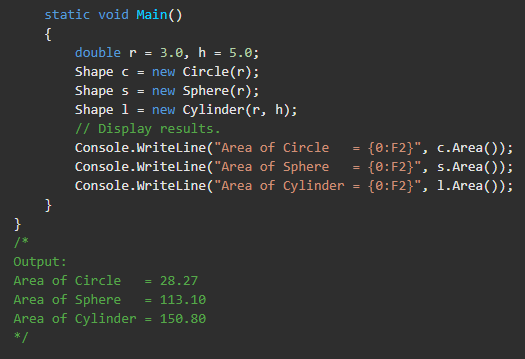 static void Main()
{
double r = 3.0, h = 5.0;
Shape c = new Circle(r);
Shape s = new Sphere(r);
Shape l = new Cylinder(r, h);
// Display results.
Console.WriteLine("Area of Circle   = {0:F2}", c.Area());
Console.WriteLine("Area of Sphere   = {0:F2}", s.Area());
Console.WriteLine("Area of Cylinder = {0:F2}", l.Area());
}
}
/*
Output:
Area of Circle   = 28.27
Area of Sphere   = 113.10
Area of Cylinder = 150.80
*/